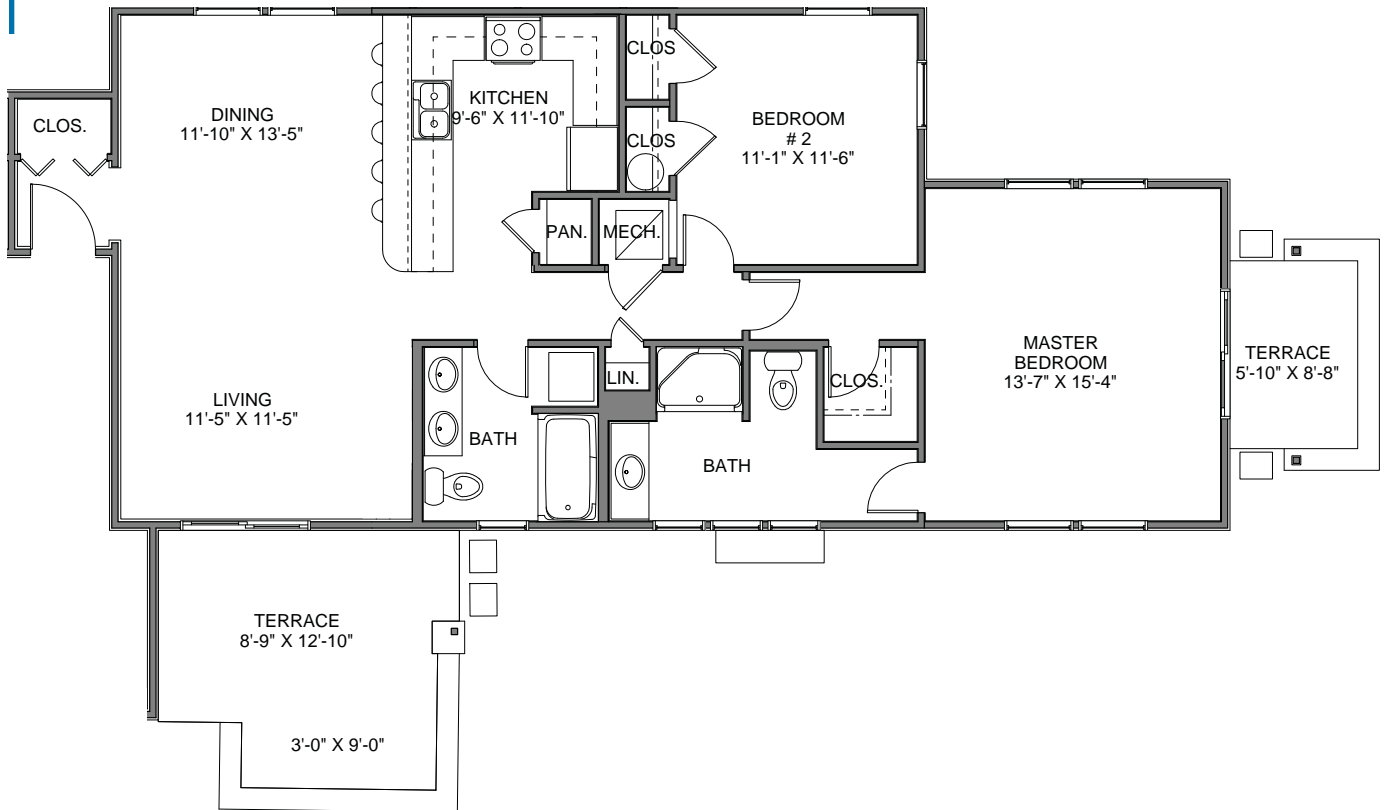 CLOS.
DINING
11'-10" X 13'-5"
KITCHEN
9'-6" X 11'-10"
CLOS
CLOS
BEDROOM
# 2
11'-1" X 11'-6"
PAN.
MECH.
LIVING
11'-5" X 11'-5"
BATH
LIN.
BATH
CLOS.
MASTER
BEDROOM
13'-7" X 15'-4"
TERRACE
5'-10" X 8'-8"
TERRACE
8'-9" X 12'-10"
3'-0" X 9'-0"